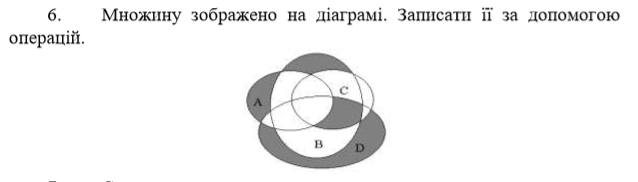 6. Множину зображено на діаграмі. Записати її за допомогою
операцій.
C
A
B
D